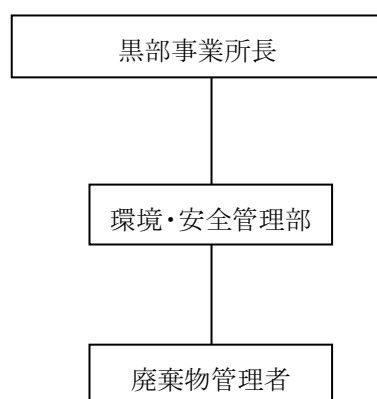 黒部事業所長
環境・安全管理部
廃棄物管理者